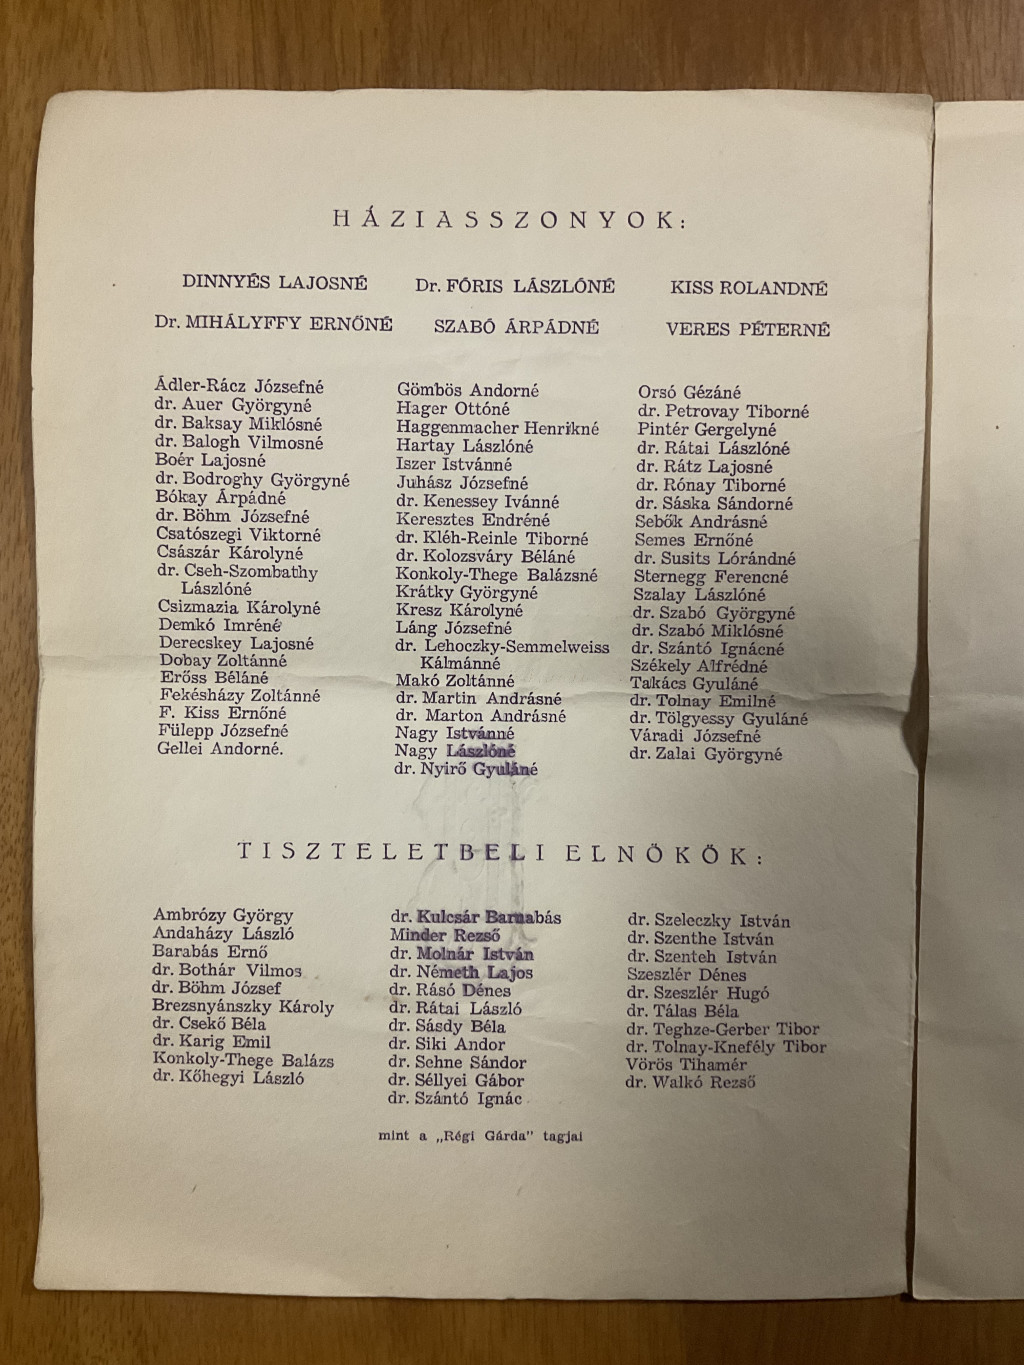 HÁZIASSZONYOK:
DINNYÉS LAJOSNÉ
Dr. FÓRIS LÁSZLÓNÉ
KISS ROLANDNÉ
Dr. MIHÁLYFFY ERNŐNÉ
SZABÓ ÁRPÁDNÉ
VERES PÉTERNÉ
Ádler-Rácz Józsefné
dr. Auer Györgyné
dr. Baksay Miklósné
dr. Balogh Vilmosné
Boér Lajosné
dr. Bodroghy Györgyné
Bókay Árpádné
dr. Böhm Józsefné
Csatószegi Viktorné
Császár Károlyné
dr. Cseh-Szombathy
Lászlóné
Csizmazia Károlyné
Demkó Imréné
Derecskey Lajosné
Dobay Zoltánné
Erőss Béláné
Fekésházy Zoltánné
F. Kiss Ernőné
Fülepp Józsefné
Gellei Andorné.
Gömbös Andorné
Hager Ottóné
Haggenmacher Henrikné
Hartay Lászlóné
Iszer Istvánné
Juhász Józsefné
dr. Kenessey Ivánné
Keresztes Endréné
dr. Kléh-Reinle Tiborné
dr. Kolozsváry Béláné
Konkoly-Thege Balázsné
Krátky Györgyné
Kresz Károlyné
Láng Józsefné
dr. Lehoczky-Semmelweiss
Kálmánné
Makó Zoltánné
dr. Martin Andrásné
dr. Marton Andrásné
Nagy Istvánné
Nagy Lászlóné
dr. Nyirő Gyuláné
Orsó Gézáné
dr. Petrovay Tiborné
Pintér Gergelyné
dr. Rátai Lászlóné
dr. Rátz Lajosné
dr. Rónay Tiborné
dr. Sáska Sándorné
Sebők Andrásné
Semes Ernőné
dr. Susits Lórándné
Sternegg Ferencné
Szalay Lászlóné
dr. Szabó Györgyné
dr. Szabó Miklósné
dr. Szántó Ignácné
Székely Alfrédné
Takács Gyuláné
dr. Tolnay Emilné
dr. Tölgyessy Gyuláné
Váradi Józsefné
dr. Zalai Györgyné
TISZTELETBELI ELNÖKÖK:
Ambrózy György
Andaházy László
Barabás Ernő
dr. Bothár Vilmos
dr. Böhm József
Brezsnyánszky Károly
dr. Csekő Béla
dr. Karig Emil
Konkoly-Thege Balázs
dr. Kőhegyi László
dr. Kulcsár Barnabás
Minder Rezső
dr. Molnár István
dr. Németh Lajos
dr. Rásó Dénes
dr. Rátai László
dr. Sásdy Béla
dr. Siki Andor
dr. Sehne Sándor
dr. Séllyei Gábor
dr. Szántó Ignác
dr. Szeleczky István
dr. Szenthe István
dr. Szenteh István
Szeszlér Dénes
dr. Szeszlér Hugó
dr. Tálas Béla
dr. Teghze-Gerber Tibor
dr. Tolnay-Knefély Tibor
Vörös Tihamér
dr. Walkó Rezső
mint a „Régi Gárda" tagjai